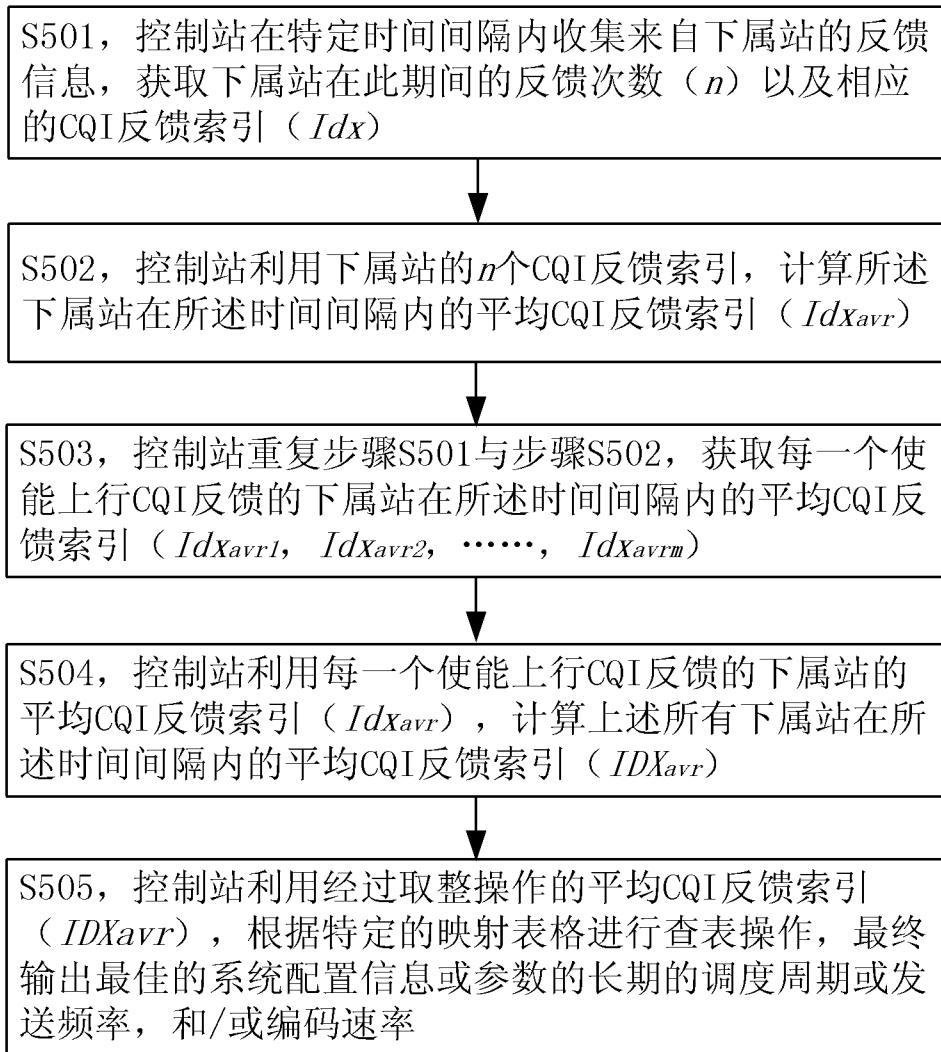 S501，控制站在特定时间间隔内收集来自下属站的反馈
信息，获取下属站在此期间的反馈次数（n）以及相应
的CQI反馈索引（Idx）
S502，控制站利用下属站的n个CQI反馈索引，计算所述
下属站在所述时间间隔内的平均CQI反馈索引（Idxavr）
S503，控制站重复步骤S501与步骤S502，获取每一个使
能上行CQI反馈的下属站在所述时间间隔内的平均CQI反
馈索引（Idxavr1，Idxavr2，……，Idxavrm）
S504，控制站利用每一个使能上行CQI反馈的下属站的
平均CQI反馈索引（Idxavr），计算上述所有下属站在所
述时间间隔内的平均CQI反馈索引（IDXavr）
S505，控制站利用经过取整操作的平均CQI反馈索引
（IDXavr），根据特定的映射表格进行查表操作，最终
输出最佳的系统配置信息或参数的长期的调度周期或发
送频率，和/或编码速率